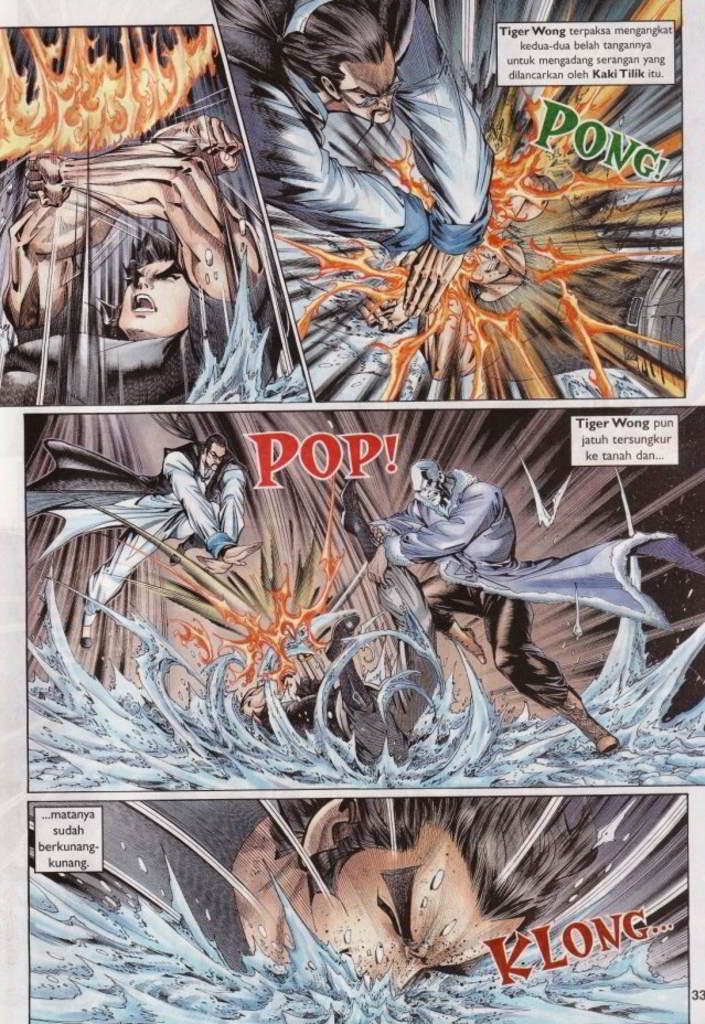 Tiger Wong terpaksa mengangkat
kedua-dua belah tangannya
untuk mengadang serangan yang
dilancarkan oleh Kaki Tilik itu.
PONG!
POP!
Tiger Wong pun
jatuh tersungkur
ke tanah dan...
...matanya
sudah
berkunang-
kunang.
KLONG...
33